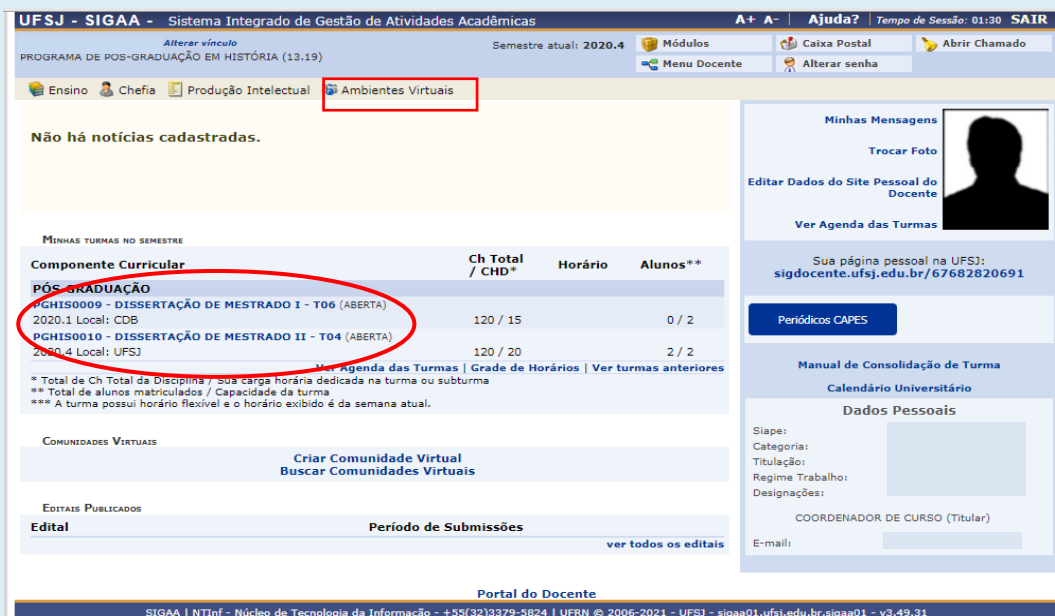 UFSJ - SIGAA - Sistema Integrado de Gestão de Atividades Acadêmicas
A+ A- | Ajuda? | Tempo de Sessão: 01:30 SAIR
Alterar vínculo
PROGRAMA DE POS-GRADUAÇÃO EM HISTÓRIA (13.19)
Semestre atual: 2020.4
Módulos
Caixa Postal
Abrir Chamado
Menu Docente
Alterar senha
Ensino Chefia Produção Intelectual Ambientes Virtuais
Não há notícias cadastradas.
MINHAS TURMAS NO SEMESTRE
Componente Curricular Ch Total / CHD* Horário Alunos**
PÓS-GRADUAÇÃO
PGHIS0009 - DISSERTAÇÃO DE MESTRADO I - T06 (ABERTA)
2020.1 Local: CDB 120 / 15 0 / 2
PGHIS0010 - DISSERTAÇÃO DE MESTRADO II - T04 (ABERTA)
2020.4 Local: UFSJ 120 / 20 2 / 2
Ver Agenda das Turmas | Grade de Horários | Ver turmas anteriores
* Total de Ch Total da Disciplina / Sua carga horária dedicada na turma ou subturma
** Total de alunos matriculados / Capacidade da turma
*** A turma possui horário flexível e o horário exibido é da semana atual.
COMUNIDADES VIRTUAIS
Criar Comunidade Virtual
Buscar Comunidades Virtuais
EDITAIS PUBLICADOS
Edital Período de Submissões
ver todos os editais
Minhas Mensagens
Trocar Foto
Editar Dados do Site Pessoal do
Docente
Ver Agenda das Turmas
Sua página pessoal na UFSJ:
sigdocente.ufsj.edu.br/67682820691
Periódicos CAPES
Manual de Consolidação de Turma
Calendário Universitário
Dados Pessoais
Siape:
Categoria:
Titulação:
Regime Trabalho:
Designações:
COORDENADOR DE CURSO (Titular)
E-mail:
Portal do Docente
SIGAA | NTInf - Núcleo de Tecnologia da Informação - +55(32)3379-5824 | UFRN © 2006-2021 - UFSJ - sigaa01.ufsj.edu.br.sigaa01 - v3.49.31